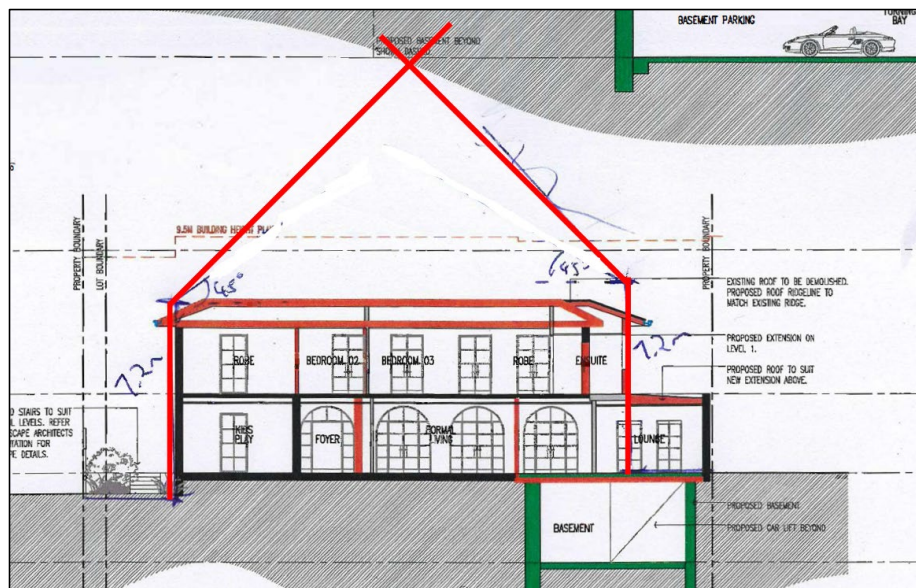 BASEMENT PARKING
TURNING
BAY
PROPOSED BASEMENT BEYOND
SHOWN DASHED.
9.5M BUILDING HEIGHT PLA
PROPERTY BOUNDARY
LOT BOUNDARY
PROPERTY BOUNDARY
45°
45°
EXISTING ROOF TO BE DEMOLISHED.
PROPOSED ROOF RIDGELINE TO
MATCH EXISTING RIDGE.
PROPOSED EXTENSION ON
LEVEL 1.
PROPOSED ROOF TO SUIT
NEW EXTENSION ABOVE.
7.2m
7.2m
ROBE
BEDROOM 02
BEDROOM 03
ROBE
ENSUITE
KIDS
PLAY
FOYER
FORMAL
LIVING
LOUNGE
D STAIRS TO SUIT
L LEVELS. REFER
SCAPE ARCHITECTS
TATION FOR
PE DETAILS.
BASEMENT
PROPOSED BASEMENT
PROPOSED CAR LIFT BEYOND